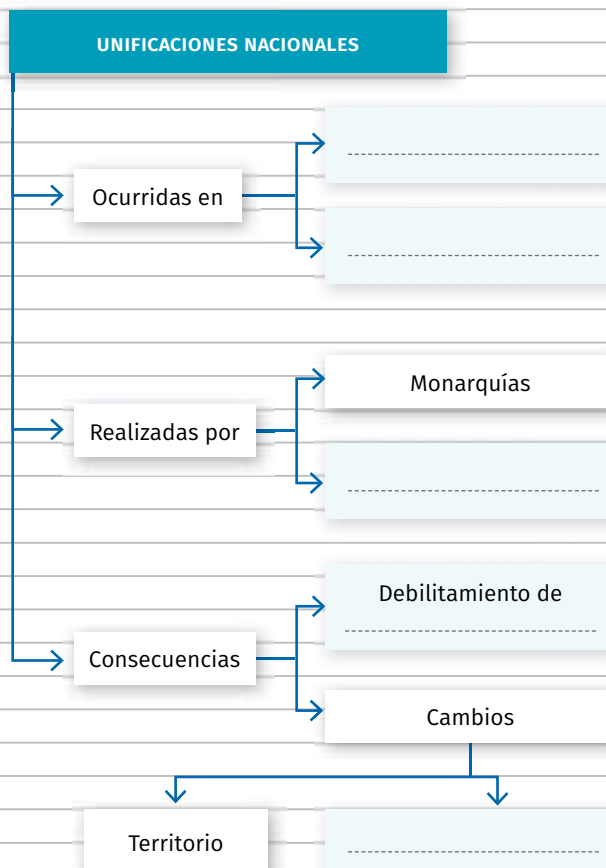 UNIFICACIONES NACIONALES
Ocurridas en
Realizadas por
Monarquías
Consecuencias
Debilitamiento de
Cambios
Territorio